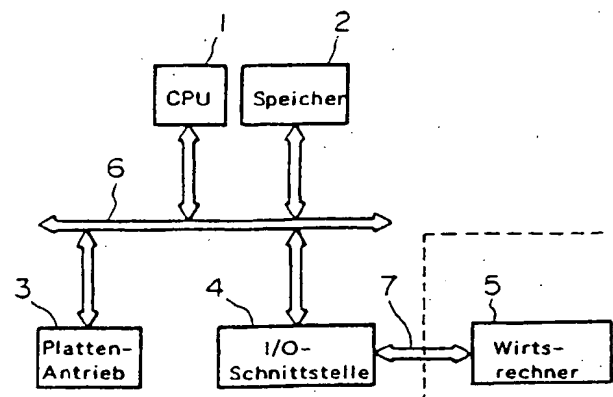 1
2
CPU
Speicher
6
3
4
7
5
Platten-
Antrieb
I/O-
Schnittstelle
Wirts-
rechner